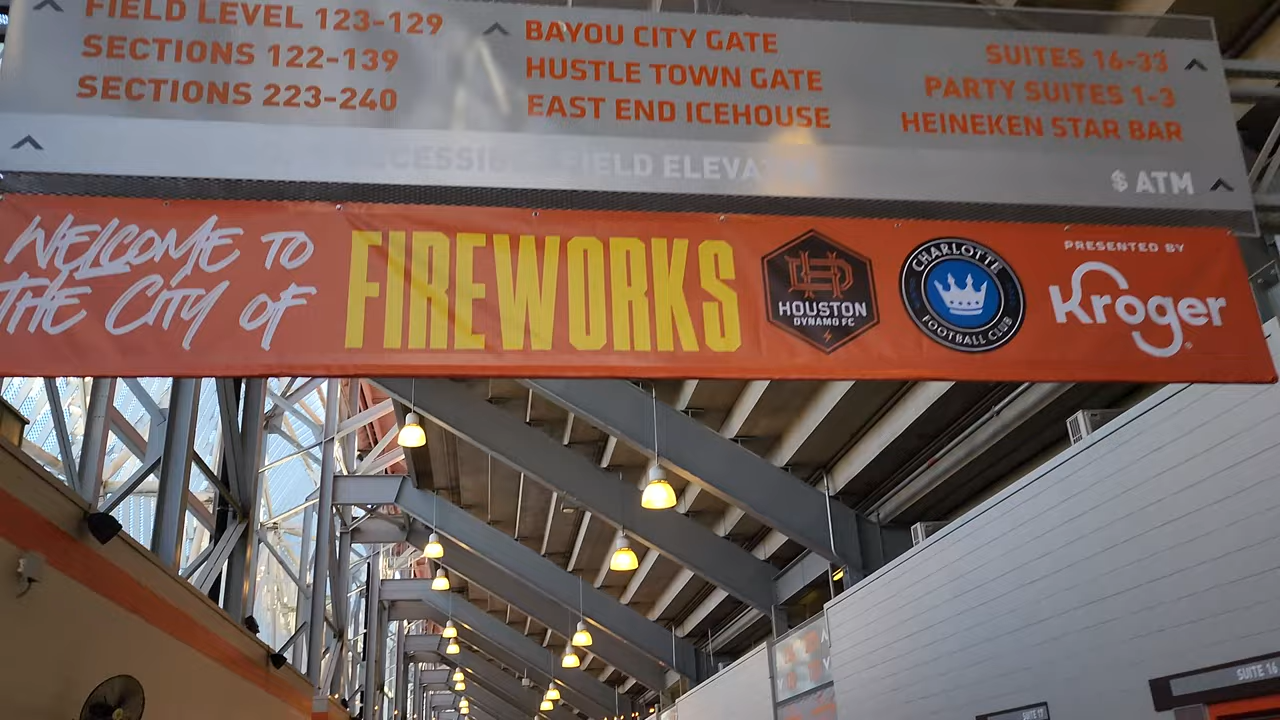 FIELD LEVEL 123-129
SECTIONS 122-139
SECTIONS 223-240
BAYOU CITY GATE
HUSTLE TOWN GATE
EAST END ICEHOUSE
SUITES 16-33
PARTY SUITES 1-3
HEINEKEN STAR BAR
FIELD
$ ATM
WELCOME TO
THE CITY OF
FIREWORKS
HOUSTON
DYNAMO FC
CHARLOTTE
FOOTBALL CLUB
PRESENTED BY
Kroger
SUITE 16